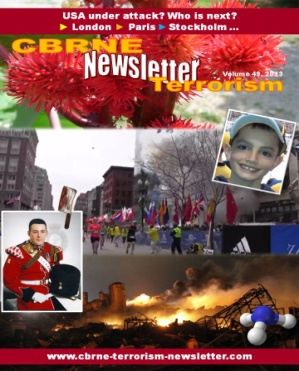 USA under attack? Who is next?
► London ► Paris ► Stockholm ...
CBRNE
Newsletter
Volume 49, 2013
Terrorism
www.cbrne-terrorism-newsletter.com